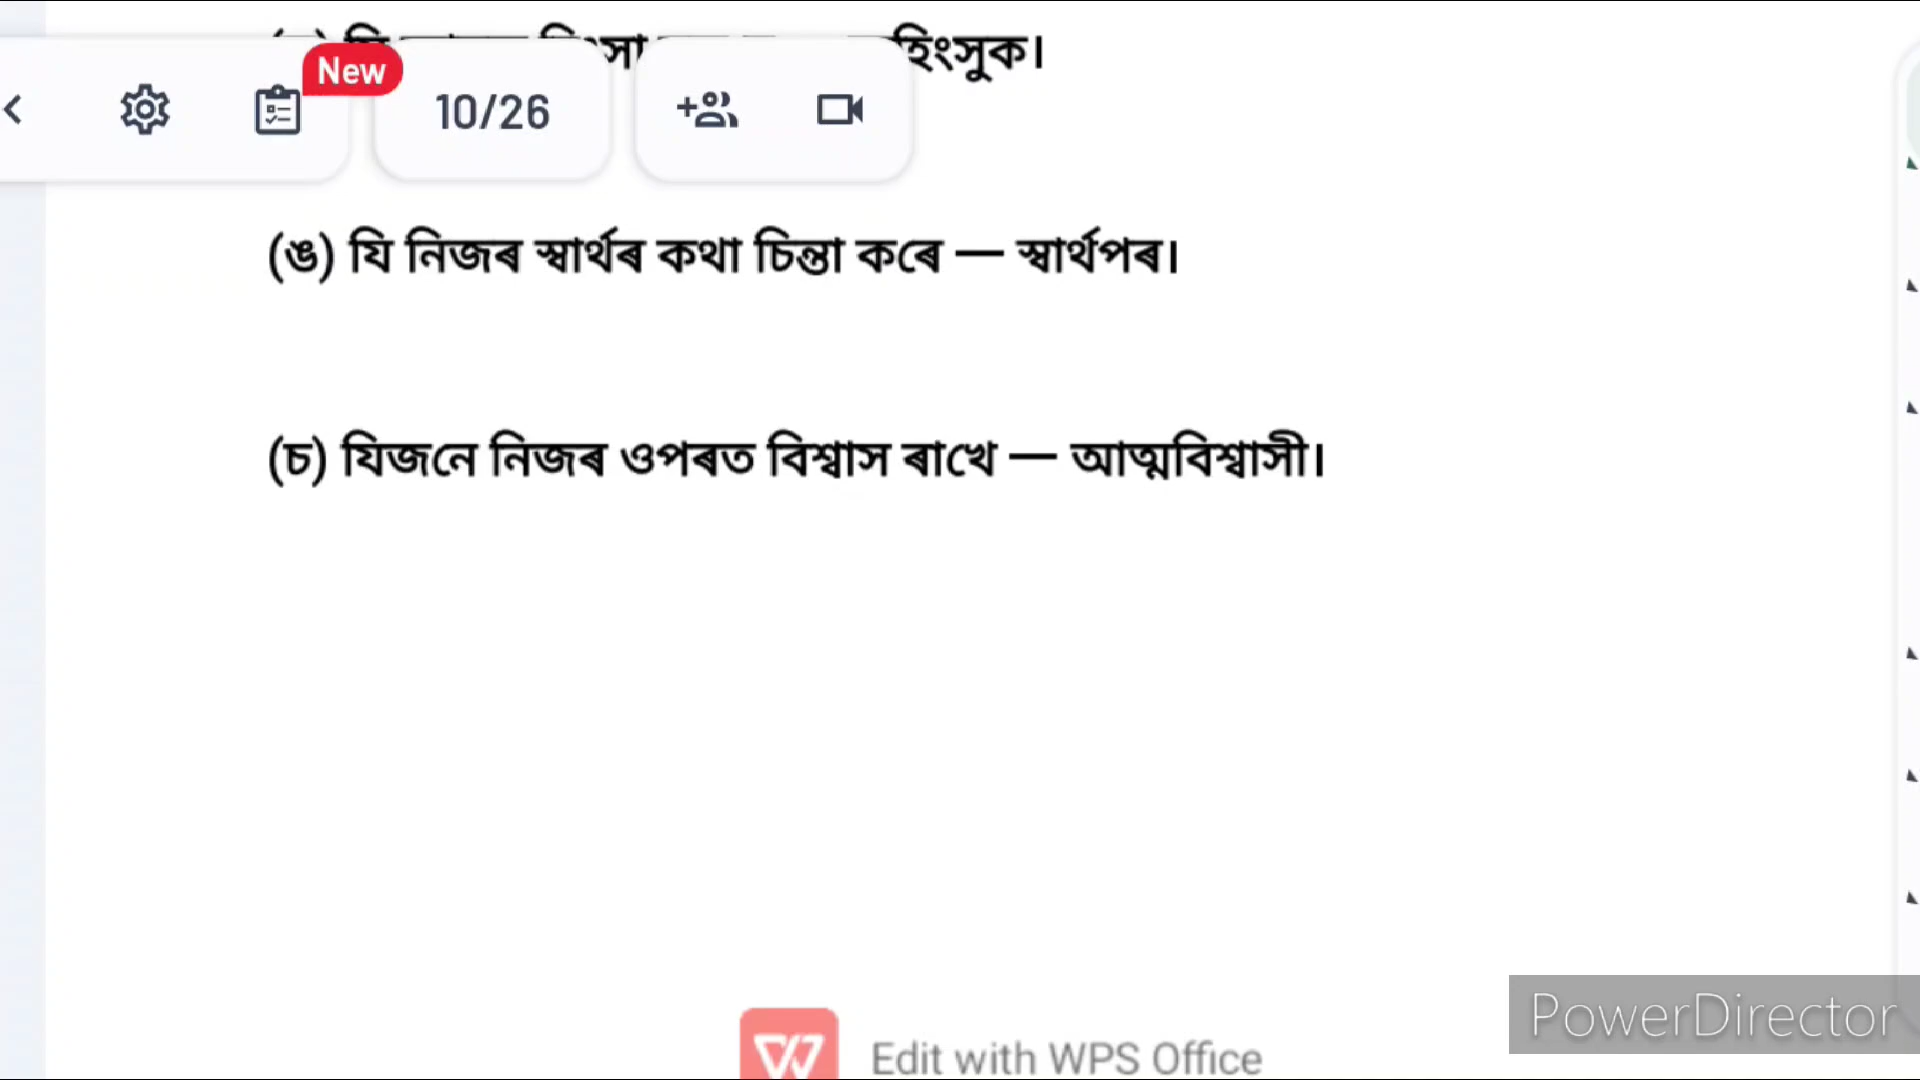 হিংসুক।
New
10/26
(ঙ) যি নিজৰ স্বাৰ্থৰ কথা চিন্তা কৰে — স্বাৰ্থপৰ।
(চ) যিজনে নিজৰ ওপৰত বিশ্বাস ৰাখে — আত্মবিশ্বাসী।
PowerDirector
Edit with WPS Office